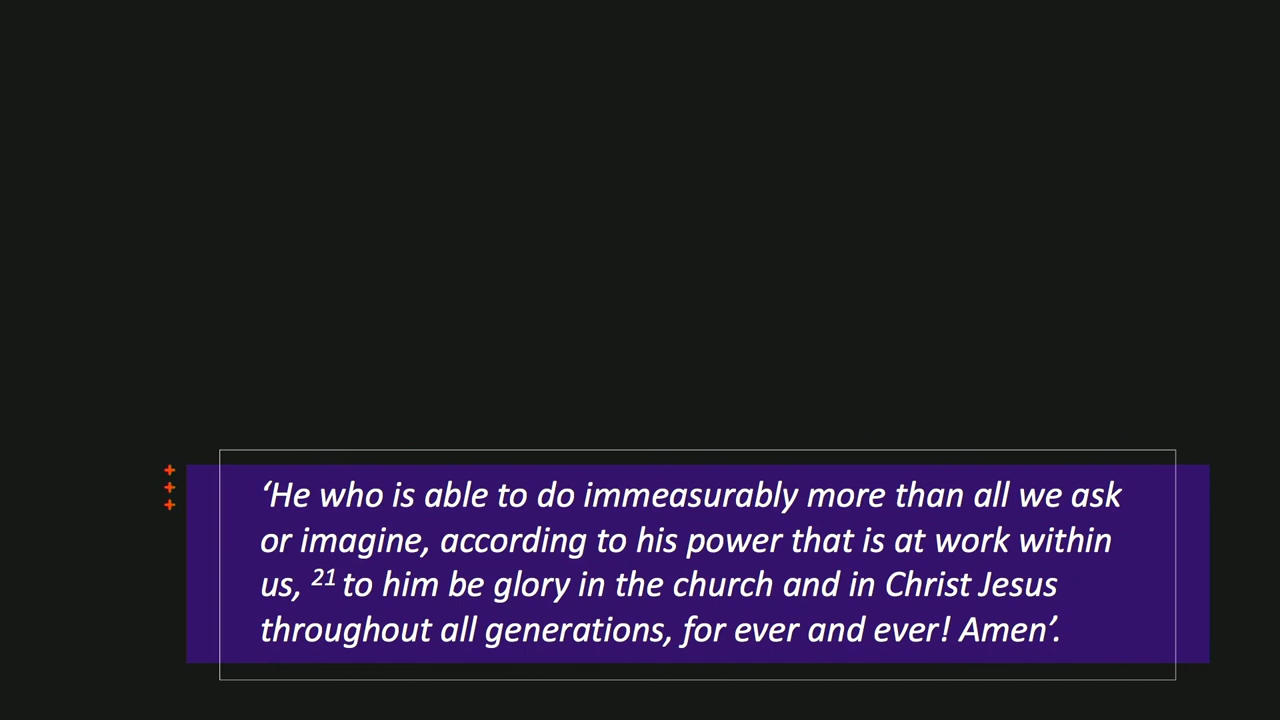 ‘He who is able to do immeasurably more than all we ask
or imagine, according to his power that is at work within
us, 21 to him be glory in the church and in Christ Jesus
throughout all generations, for ever and ever! Amen’.